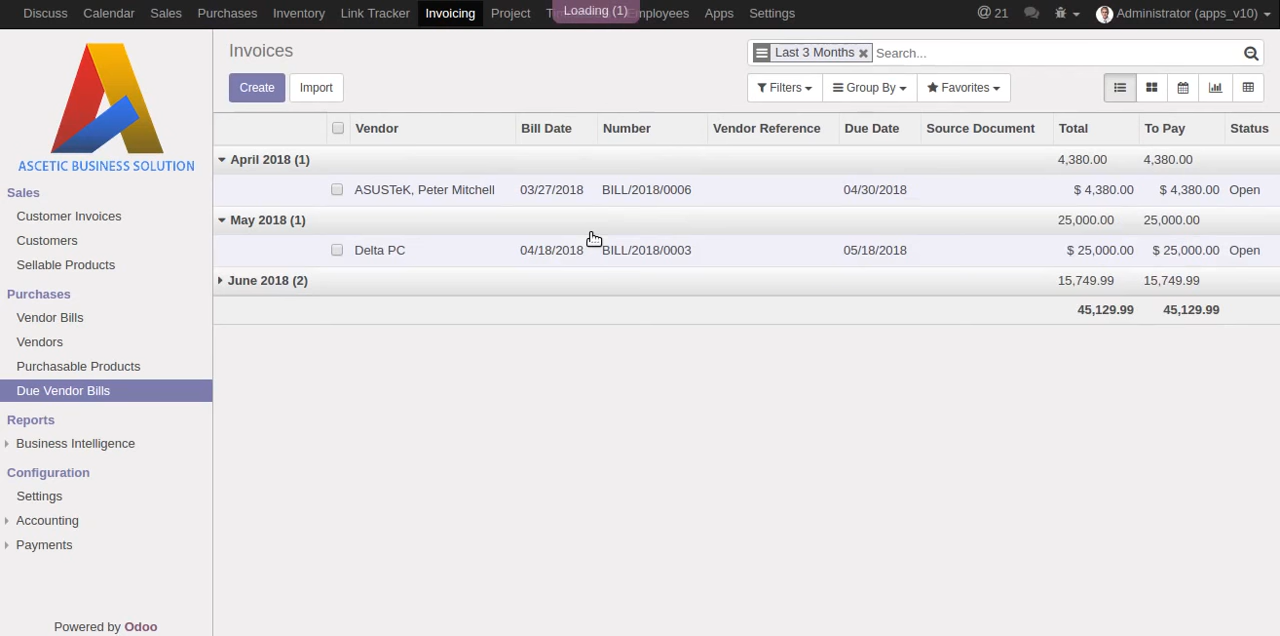 Discuss Calendar Sales Purchases Inventory Link Tracker Invoicing Project Loading (1) Employees Apps Settings @ 21 Administrator (apps_v10)
Invoices
Last 3 Months Search...
Create Import Filters Group By Favorites
ASCETIC BUSINESS SOLUTION
Sales
Customer Invoices
Customers
Sellable Products
Purchases
Vendor Bills
Vendors
Purchasable Products
Due Vendor Bills
Reports
Business Intelligence
Configuration
Settings
Accounting
Payments
Powered by Odoo
Vendor Bill Date Number Vendor Reference Due Date Source Document Total To Pay Status
April 2018 (1) 4,380.00 4,380.00
ASUSTeK, Peter Mitchell 03/27/2018 BILL/2018/0006 04/30/2018 $ 4,380.00 $ 4,380.00 Open
May 2018 (1) 25,000.00 25,000.00
Delta PC 04/18/2018 BILL/2018/0003 05/18/2018 $ 25,000.00 $ 25,000.00 Open
June 2018 (2) 15,749.99 15,749.99
45,129.99 45,129.99